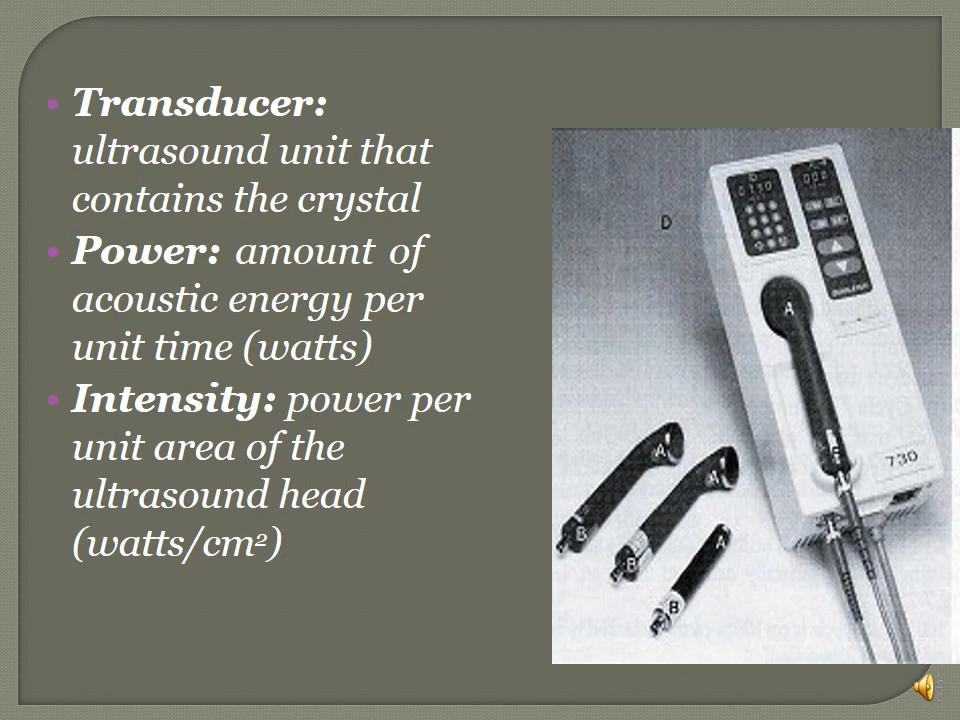 • Transducer:
ultrasound unit that
contains the crystal
• Power: amount of
acoustic energy per
unit time (watts)
• Intensity: power per
unit area of the
ultrasound head
(watts/cm²)
D
A
730
A
B
A
B
A
B